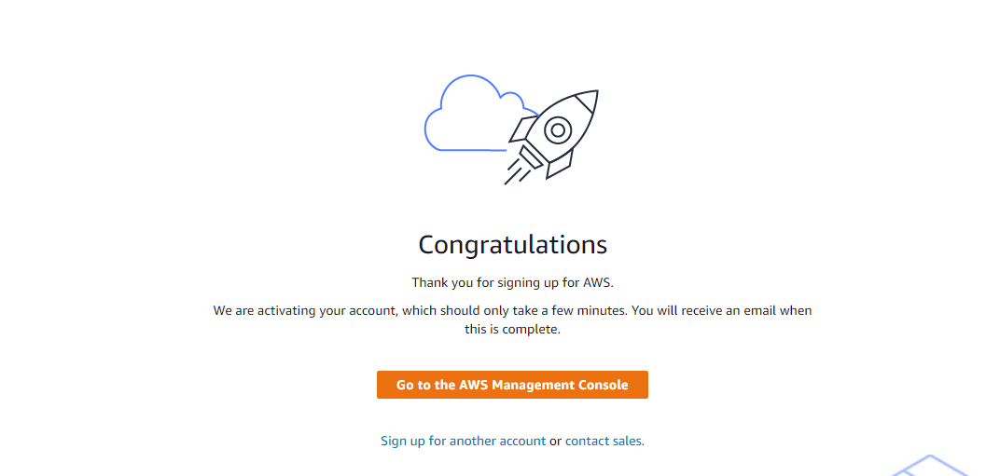 Congratulations
Thank you for signing up for AWS.
We are activating your account, which should only take a few minutes. You will receive an email when
this is complete.
Go to the AWS Management Console
Sign up for another account or contact sales.